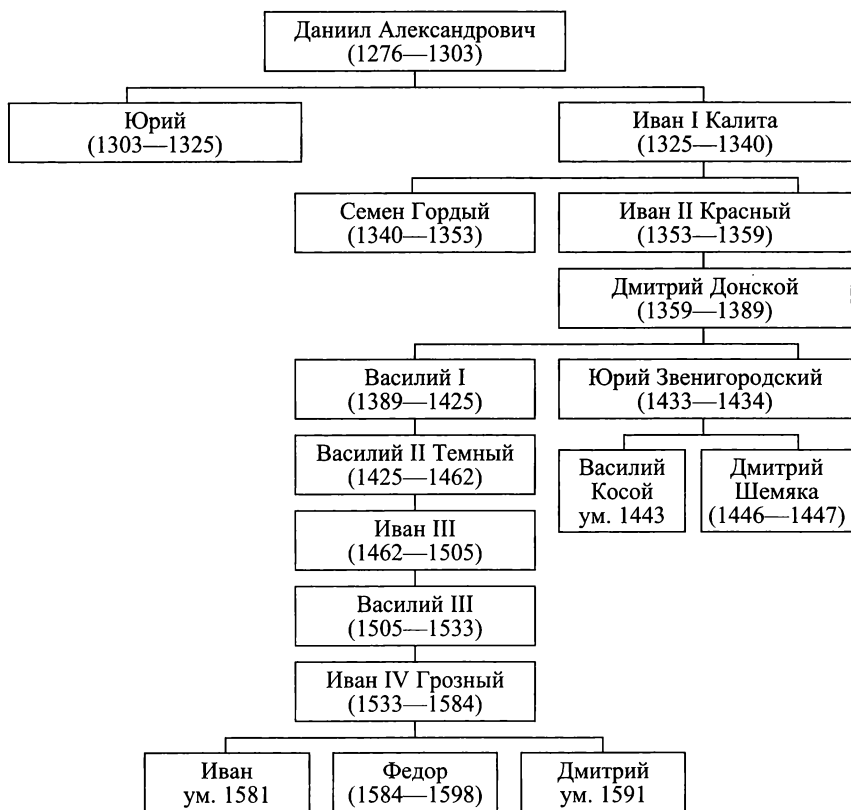 Даниил Александрович
(1276—1303)
Юрий
(1303—1325)
Иван I Калита
(1325—1340)
Семен Гордый
(1340—1353)
Иван II Красный
(1353—1359)
Дмитрий Донской
(1359—1389)
Василий I
(1389—1425)
Юрий Звенигородский
(1433—1434)
Василий II Темный
(1425—1462)
Василий
Косой
ум. 1443
Дмитрий
Шемяка
(1446—1447)
Иван III
(1462—1505)
Василий III
(1505—1533)
Иван IV Грозный
(1533—1584)
Иван
ум. 1581
Федор
(1584—1598)
Дмитрий
ум. 1591